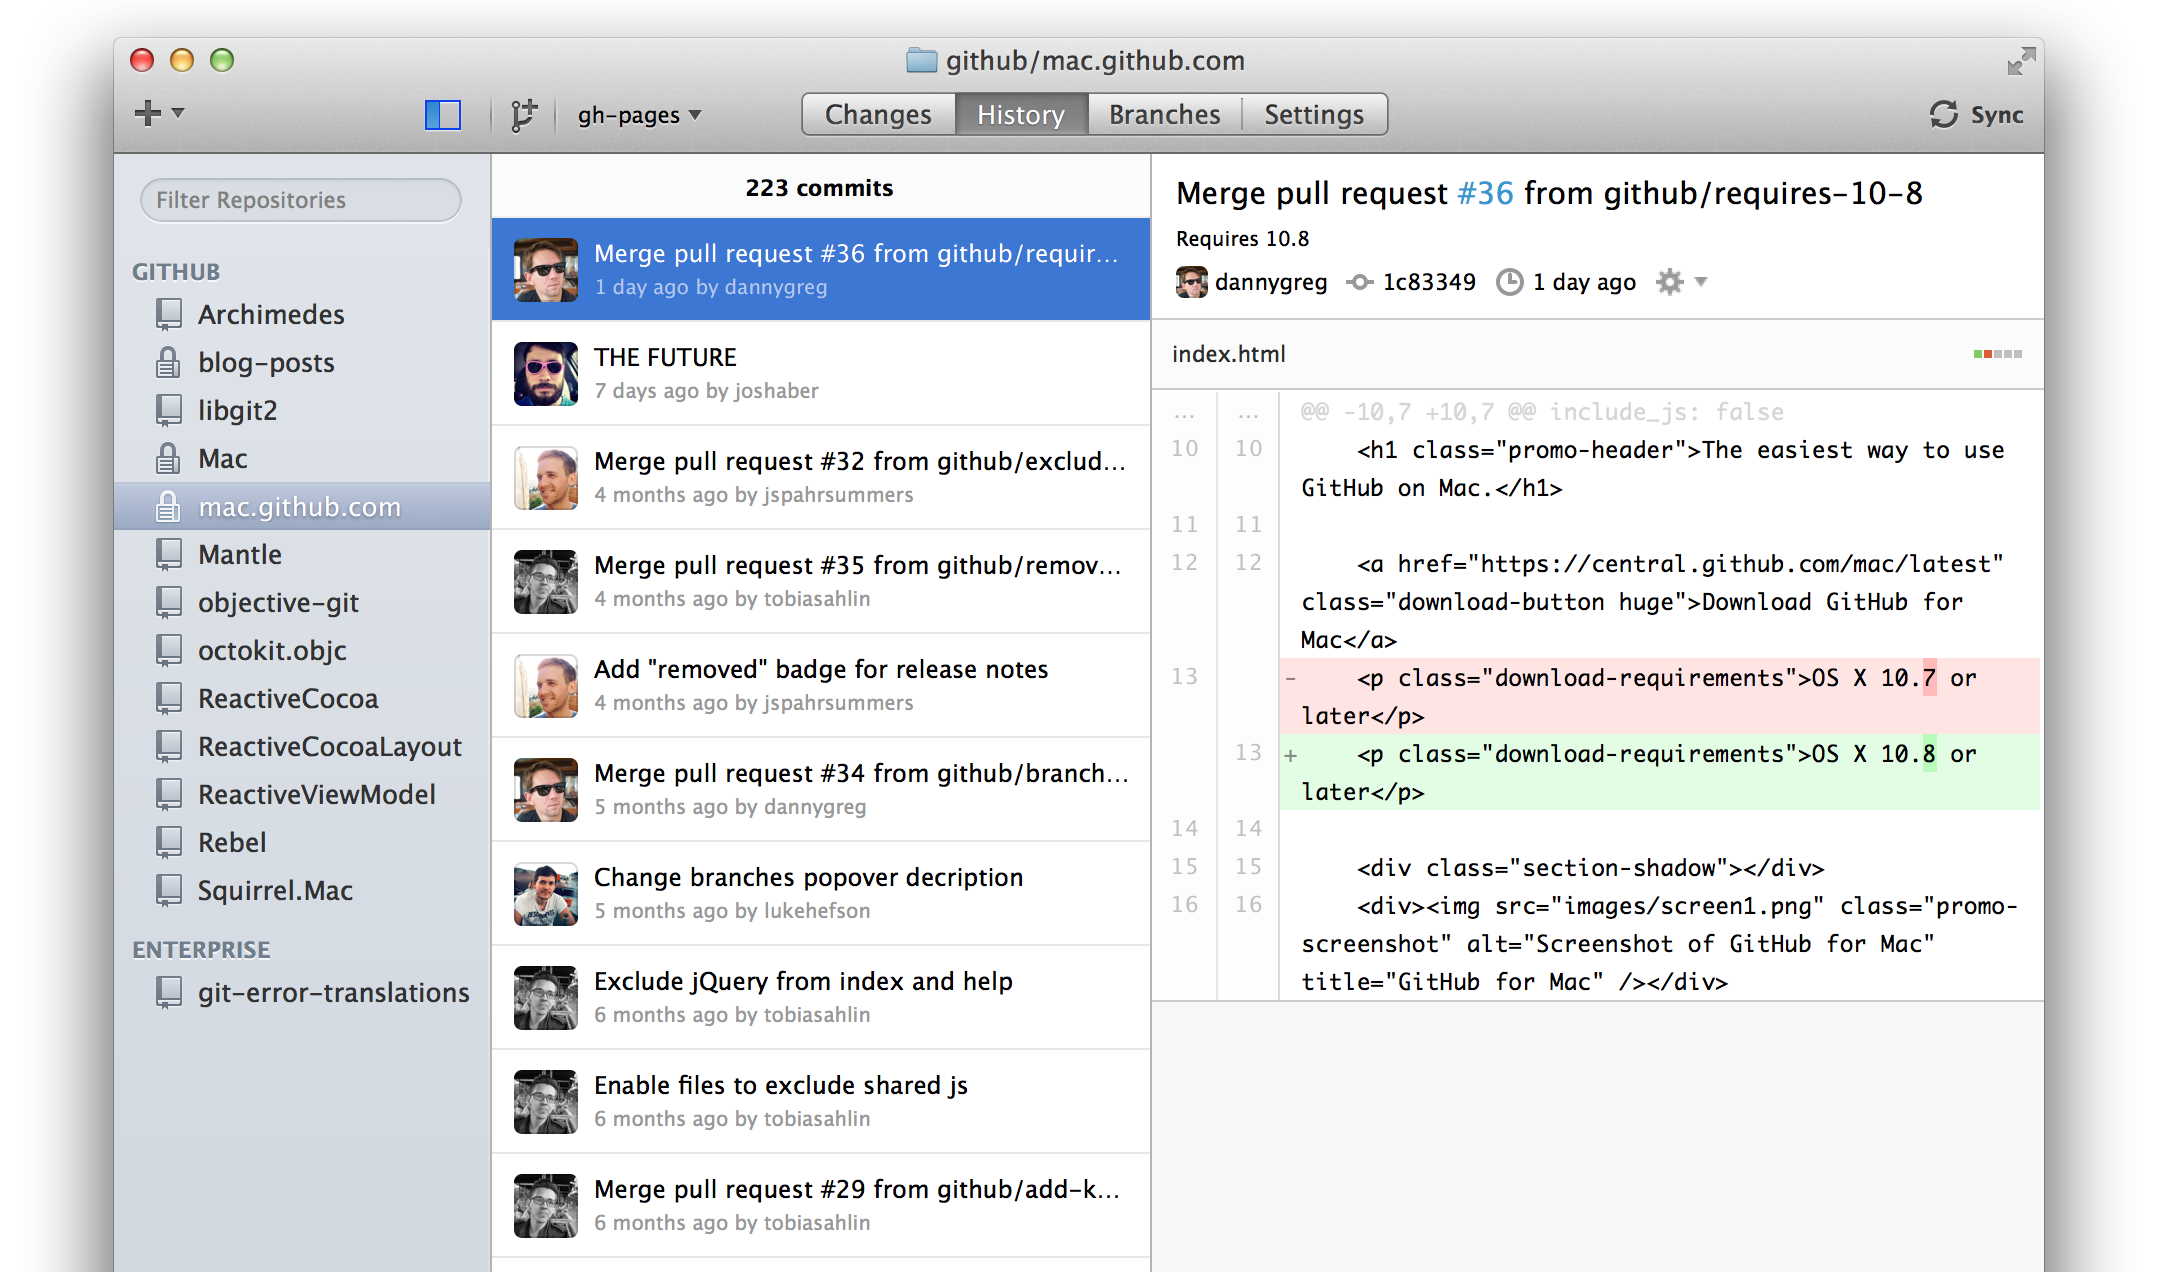 github/mac.github.com
gh-pages
Changes
History
Branches
Settings
Sync
Filter Repositories
GITHUB
Archimedes
blog-posts
libgit2
Mac
mac.github.com
Mantle
objective-git
octokit.objc
ReactiveCocoa
ReactiveCocoaLayout
ReactiveViewModel
Rebel
Squirrel.Mac
ENTERPRISE
git-error-translations
223 commits
Merge pull request #36 from github/requir...
1 day ago by dannygreg
THE FUTURE
7 days ago by joshaber
Merge pull request #32 from github/exclud...
4 months ago by jspahrsummers
Merge pull request #35 from github/remov...
4 months ago by tobiasahlin
Add "removed" badge for release notes
4 months ago by jspahrsummers
Merge pull request #34 from github/branch...
5 months ago by dannygreg
Change branches popover decription
5 months ago by lukehefson
Exclude jQuery from index and help
6 months ago by tobiasahlin
Enable files to exclude shared js
6 months ago by tobiasahlin
Merge pull request #29 from github/add-k...
6 months ago by tobiasahlin
Merge pull request #36 from github/requires-10-8
Requires 10.8
dannygreg 1c83349 1 day ago
index.html
... ... @@ -10,7 +10,7 @@ include_js: false
10 10 <h1 class="promo-header">The easiest way to use
GitHub on Mac.</h1>
11 11
12 12 <a href="https://central.github.com/mac/latest"
class="download-button huge">Download GitHub for
Mac</a>
13 - <p class="download-requirements">OS X 10.7 or
later</p>
13 + <p class="download-requirements">OS X 10.8 or
later</p>
14 14
15 15 <div class="section-shadow"></div>
16 16 <div><img src="images/screen1.png" class="promo-
screenshot" alt="Screenshot of GitHub for Mac"
title="GitHub for Mac" /></div>